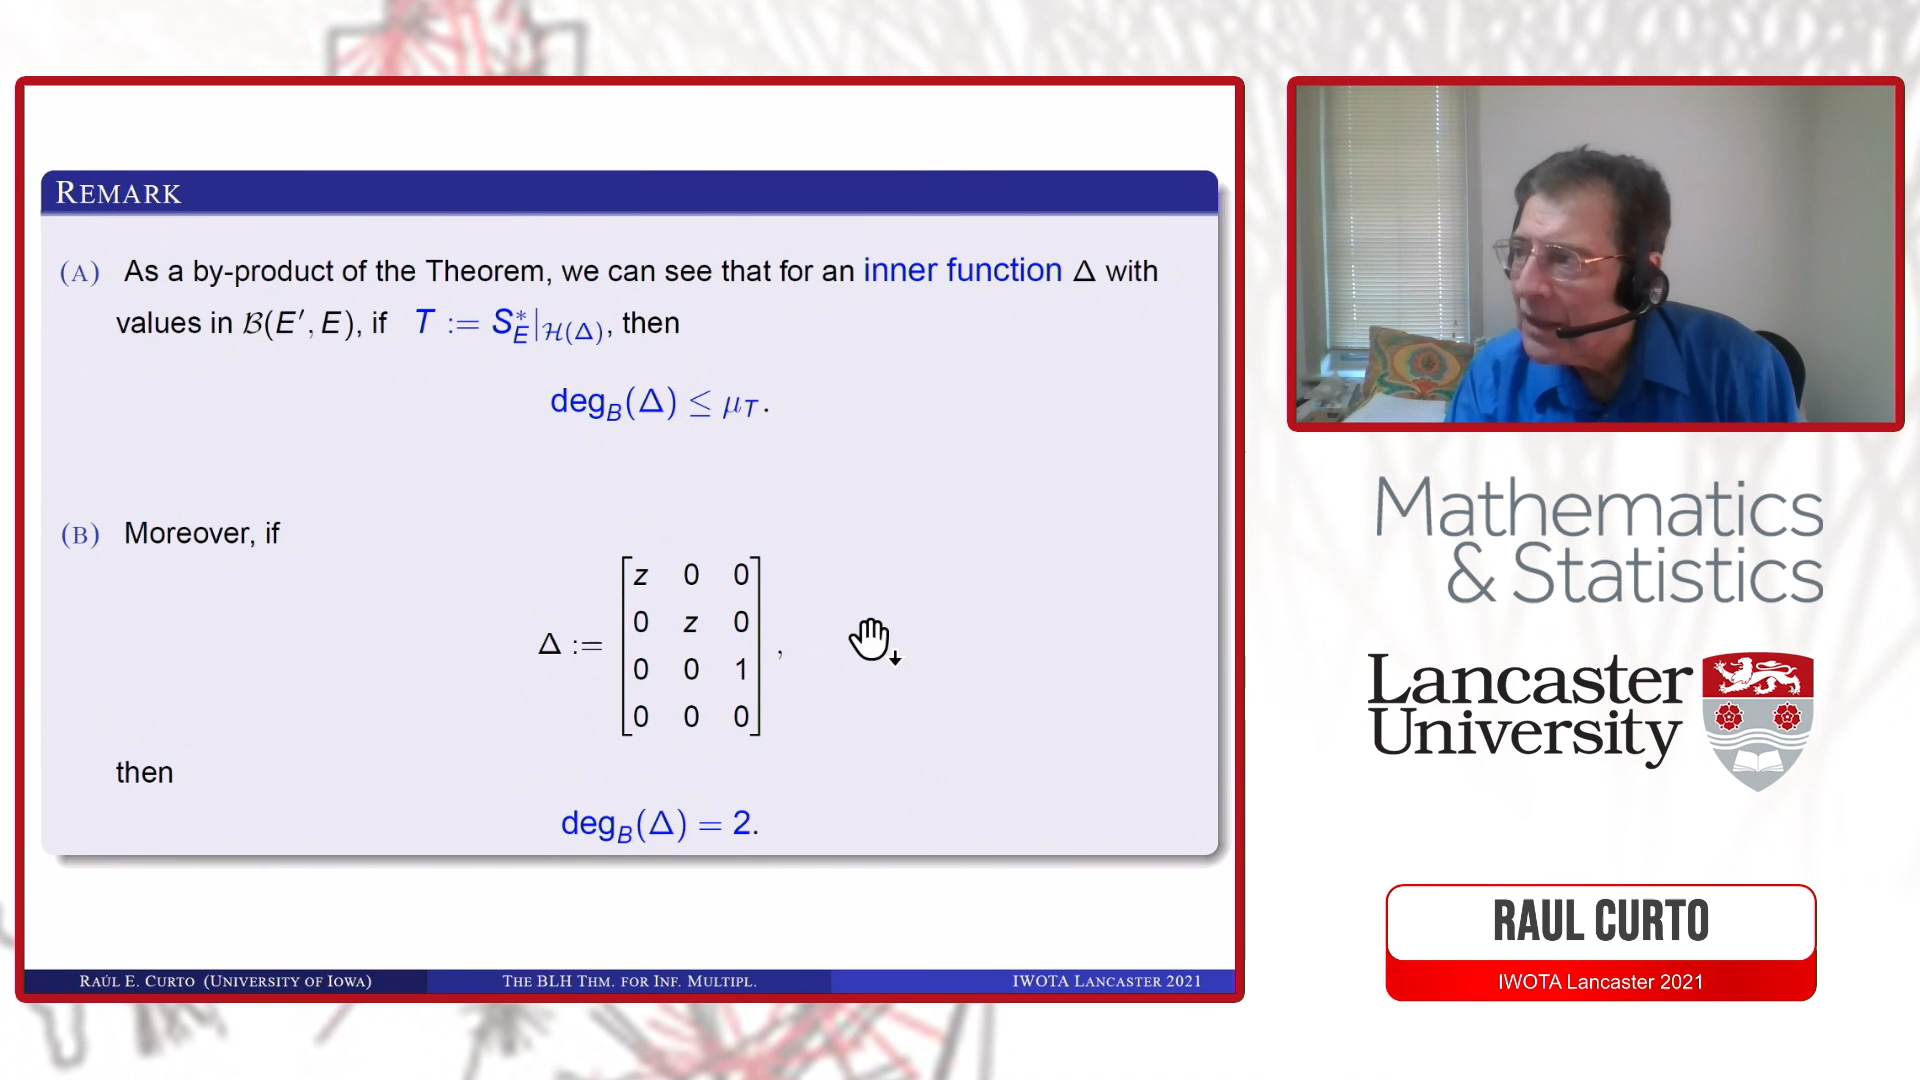 REMARK
(A) As a by-product of the Theorem, we can see that for an inner function Δ with
values in 𝓑(E′, E), if T := S*_E|_𝓗(Δ), then
deg_B(Δ) ≤ μ_T.
(B) Moreover, if
Δ := [z 0 0
0 z 0
0 0 1
0 0 0],
then
deg_B(Δ) = 2.
RAÚL E. CURTO (UNIVERSITY OF IOWA) THE BLH THM. FOR INF. MULTIPL. IWOTA LANCASTER 2021
Mathematics
& Statistics
Lancaster
University
RAUL CURTO
IWOTA Lancaster 2021